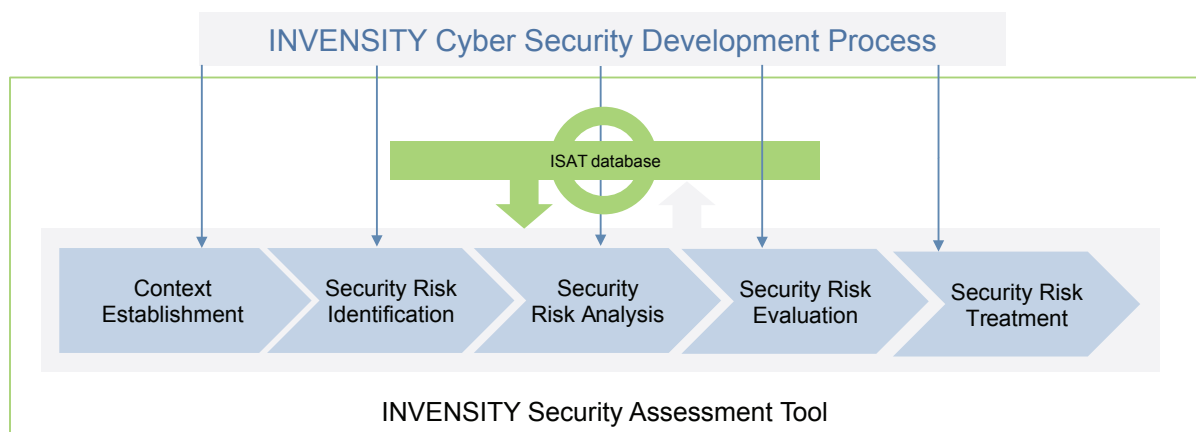 INVENSITY Cyber Security Development Process
ISAT database
Context
Establishment
Security Risk
Identification
Security
Risk Analysis
Security Risk
Evaluation
Security Risk
Treatment
INVENSITY Security Assessment Tool